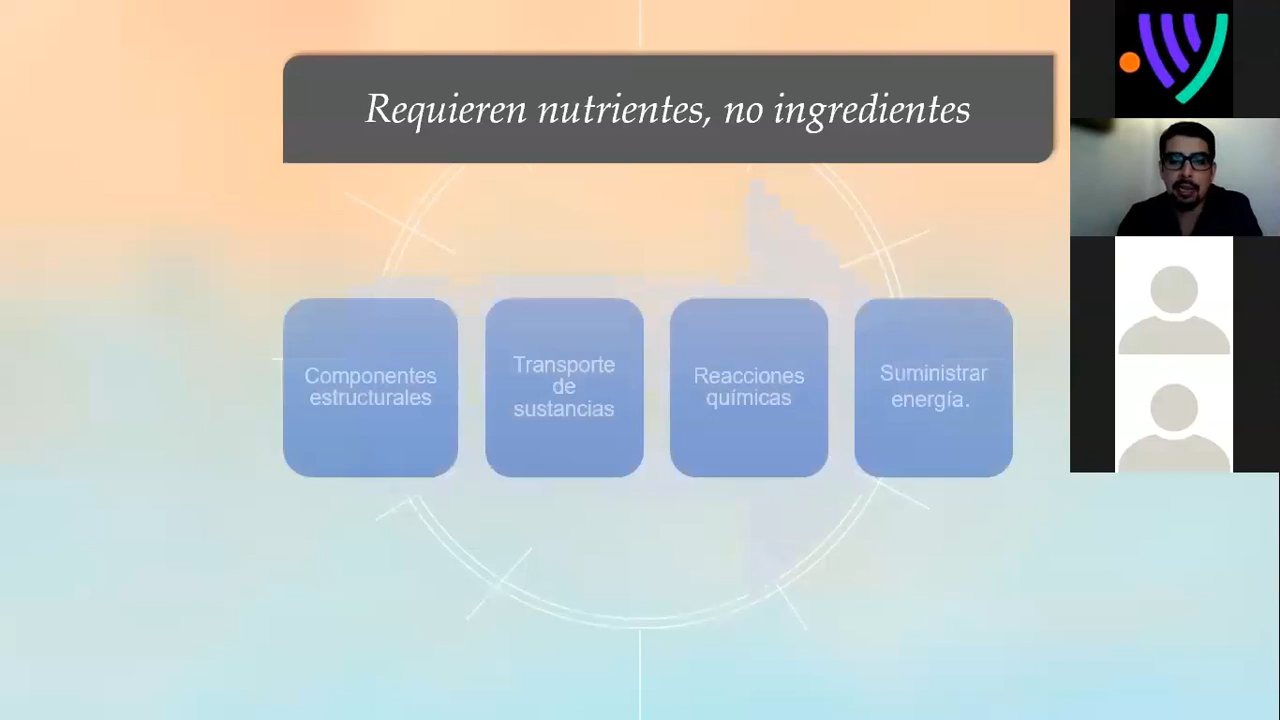 Requieren nutrientes, no ingredientes
Componentes
estructurales
Transporte
de
sustancias
Reacciones
químicas
Suministrar
energía.